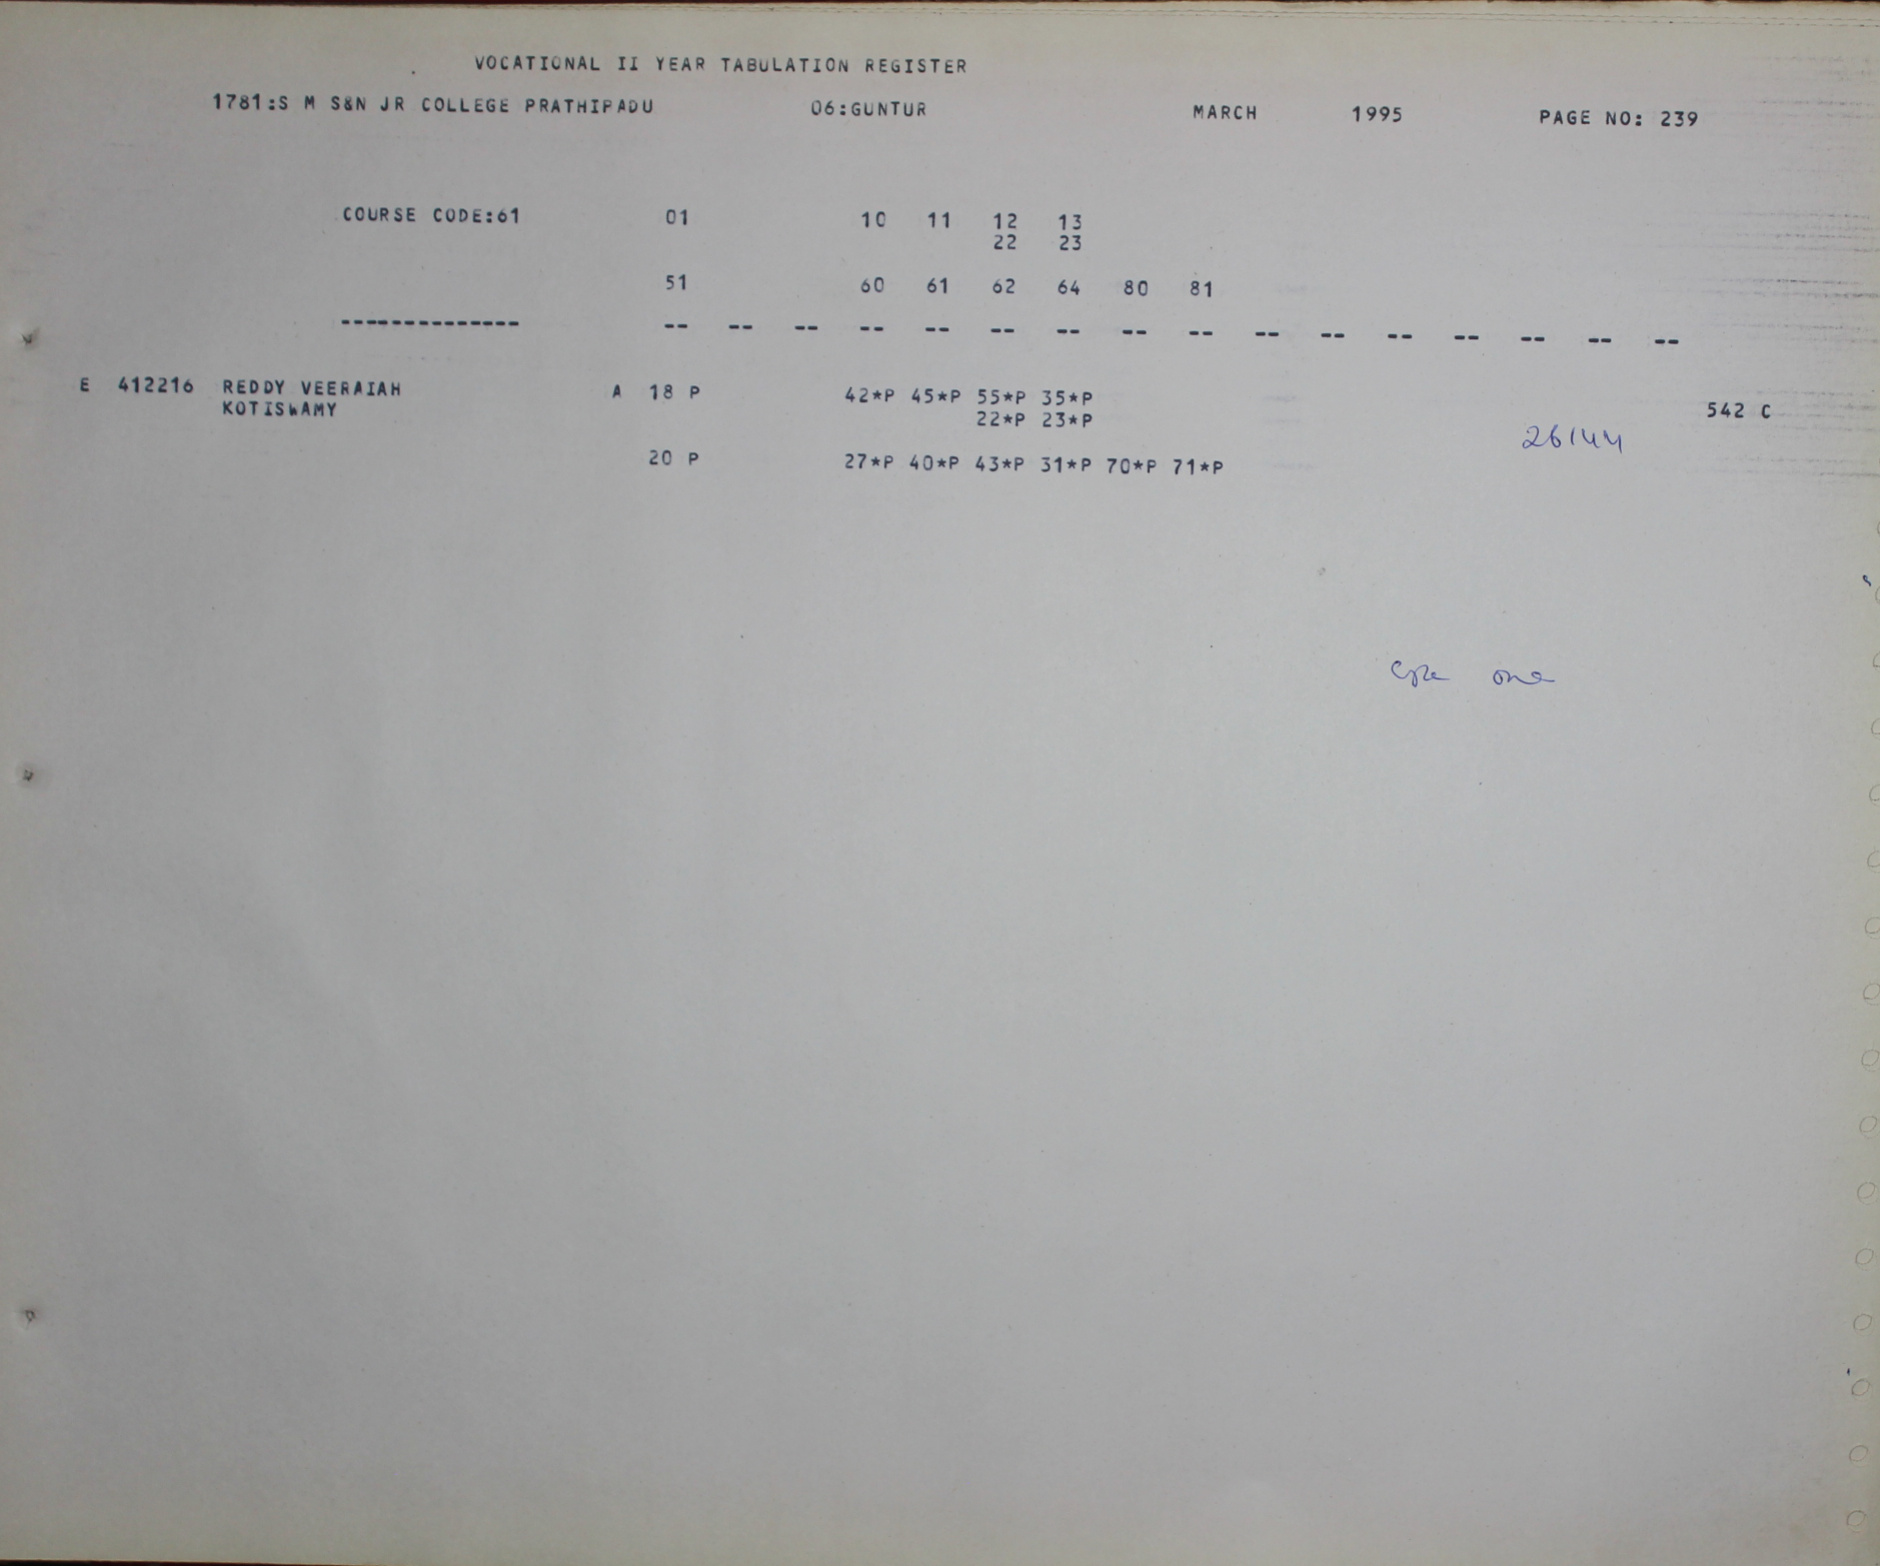 VOCATIONAL II YEAR TABULATION REGISTER
1781:S M S&N JR COLLEGE PRATHIPADU 06:GUNTUR MARCH 1995 PAGE NO: 239
COURSE CODE:61 01 10 11 12 13
22 23
51 60 61 62 64 80 81
-------------- -- -- -- -- -- -- -- -- -- -- -- -- -- -- -- --
E 412216 REDDY VEERAIAH A 18 P 42*P 45*P 55*P 35*P
KOTISWAMY 22*P 23*P 542 C
26144
20 P 27*P 40*P 43*P 31*P 70*P 71*P
one